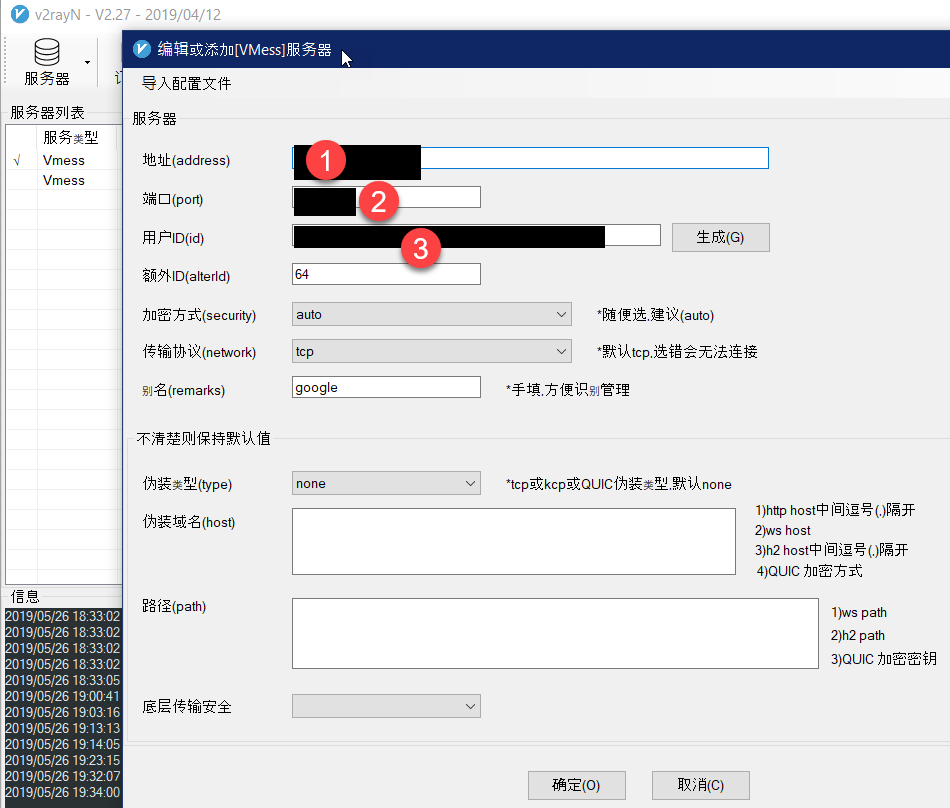 v2rayN - V2.27 - 2019/04/12
服务器
编辑或添加[VMess]服务器
导入配置文件
服务器列表
服务类型
√ Vmess
Vmess
服务器
地址(address)
1
端口(port)
2
用户ID(id)
3
生成(G)
额外ID(alterId)
64
加密方式(security)
auto
*随便选,建议(auto)
传输协议(network)
tcp
*默认tcp,选错会无法连接
别名(remarks)
google
*手填,方便识别管理
不清楚则保持默认值
伪装类型(type)
none
*tcp或kcp或QUIC伪装类型,默认none
伪装域名(host)
1)http host中间逗号(,)隔开
2)ws host
3)h2 host中间逗号(,)隔开
4)QUIC 加密方式
路径(path)
1)ws path
2)h2 path
3)QUIC 加密密钥
底层传输安全
确定(O)
取消(C)
信息
2019/05/26 18:33:02
2019/05/26 18:33:02
2019/05/26 18:33:02
2019/05/26 18:33:02
2019/05/26 18:33:05
2019/05/26 19:00:41
2019/05/26 19:03:16
2019/05/26 19:13:13
2019/05/26 19:14:05
2019/05/26 19:23:15
2019/05/26 19:32:07
2019/05/26 19:34:00